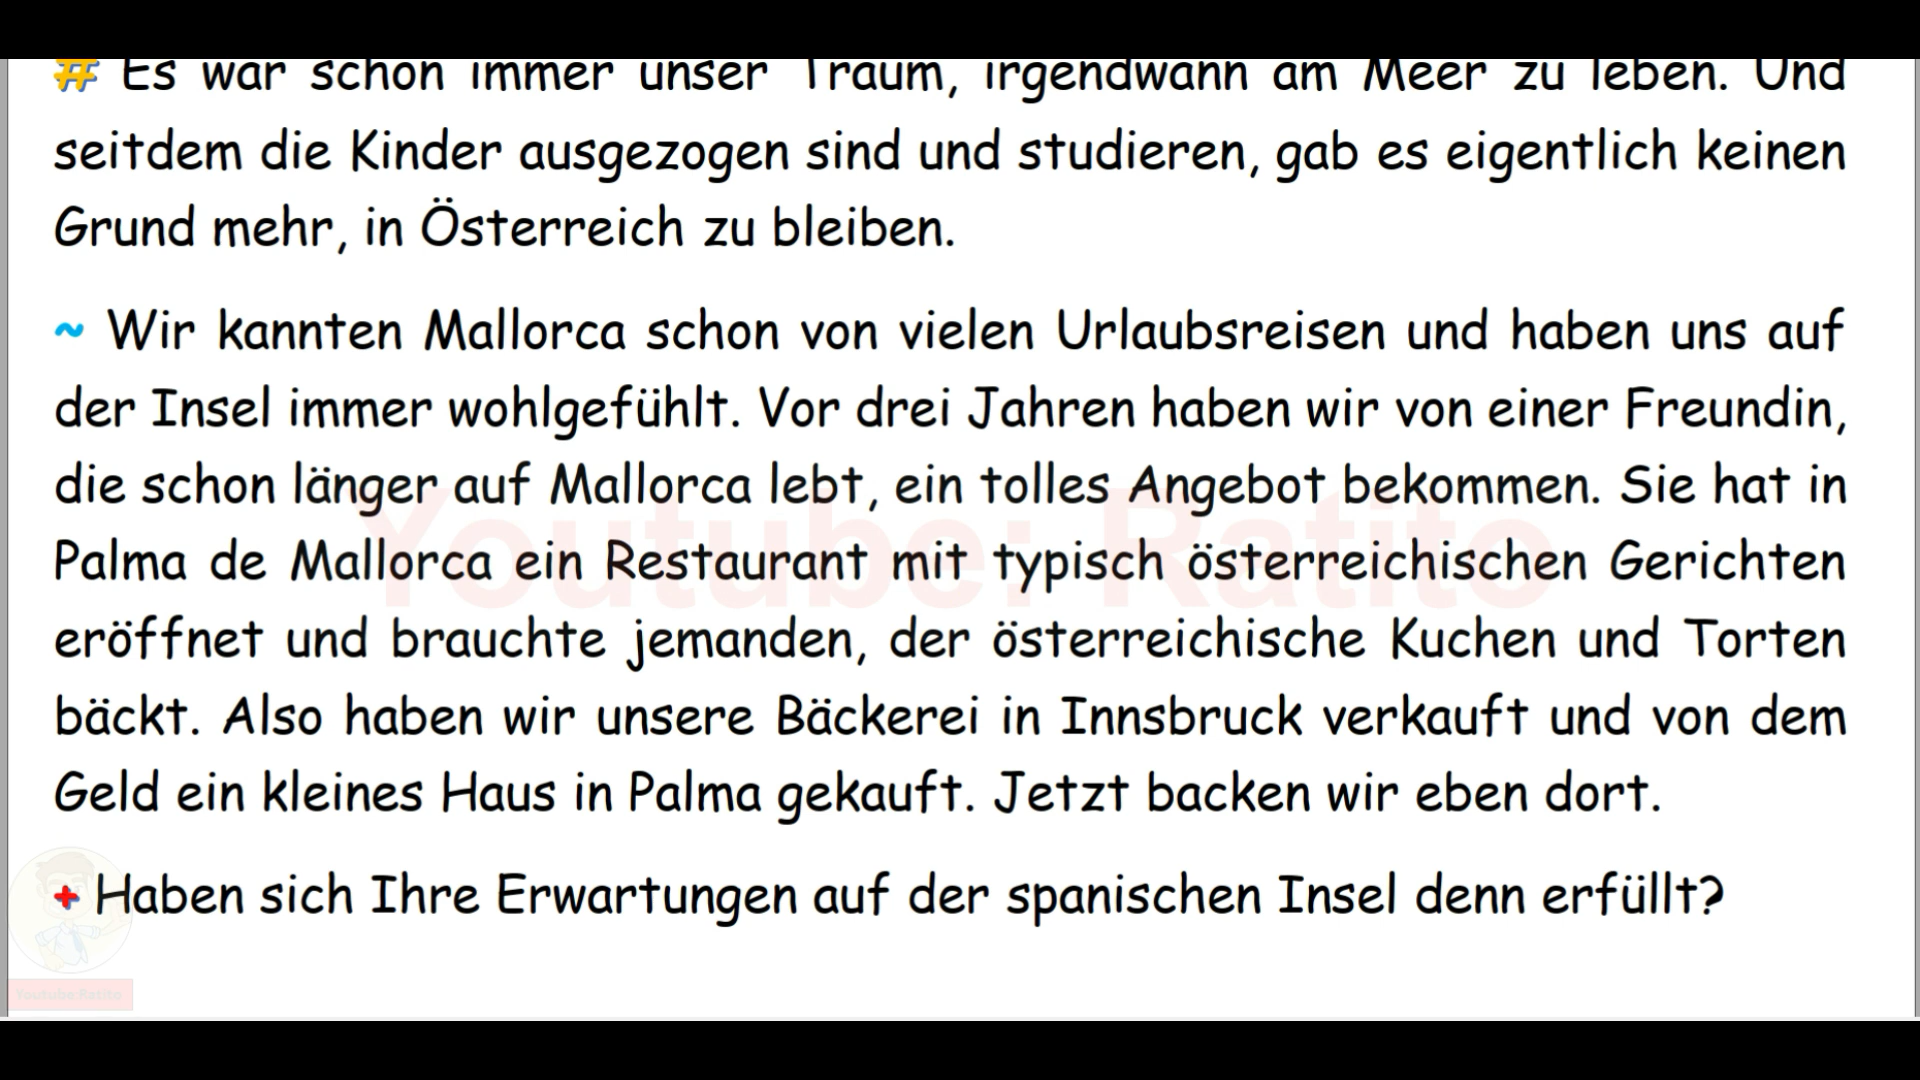 # Es war schon immer unser Traum, irgendwann am Meer zu leben. Und
seitdem die Kinder ausgezogen sind und studieren, gab es eigentlich keinen
Grund mehr, in Österreich zu bleiben.
~ Wir kannten Mallorca schon von vielen Urlaubsreisen und haben uns auf
der Insel immer wohlgefühlt. Vor drei Jahren haben wir von einer Freundin,
die schon länger auf Mallorca lebt, ein tolles Angebot bekommen. Sie hat in
Youtube: Ratito
Palma de Mallorca ein Restaurant mit typisch österreichischen Gerichten
eröffnet und brauchte jemanden, der österreichische Kuchen und Torten
bäckt. Also haben wir unsere Bäckerei in Innsbruck verkauft und von dem
Geld ein kleines Haus in Palma gekauft. Jetzt backen wir eben dort.
+ Haben sich Ihre Erwartungen auf der spanischen Insel denn erfüllt?
Youtube:Ratito